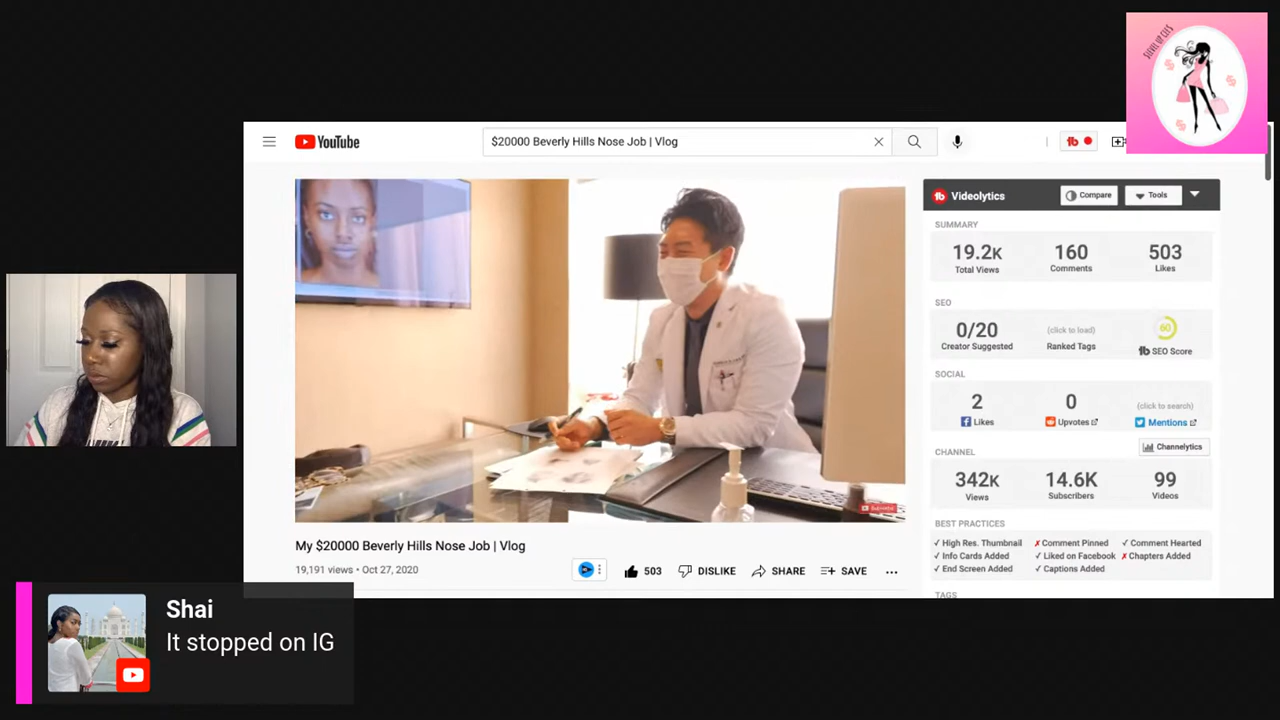 SLEVEL UP CEO'S
YouTube
$20000 Beverly Hills Nose Job | Vlog
Videolytics
Compare
Tools
SUMMARY
19.2K
Total Views
160
Comments
503
Likes
SEO
0/20
Creator Suggested
(click to load)
Ranked Tags
60
SEO Score
SOCIAL
2
Likes
0
Upvotes
(click to search)
Mentions
CHANNEL
Channelytics
342K
Views
14.6K
Subscribers
99
Videos
BEST PRACTICES
✓ High Res. Thumbnail
✗ Comment Pinned
✓ Comment Hearted
✓ Info Cards Added
✓ Liked on Facebook
✗ Chapters Added
✓ End Screen Added
✓ Captions Added
TAGS
My $20000 Beverly Hills Nose Job | Vlog
19,191 views • Oct 27, 2020
503
DISLIKE
SHARE
SAVE
Shai
It stopped on IG